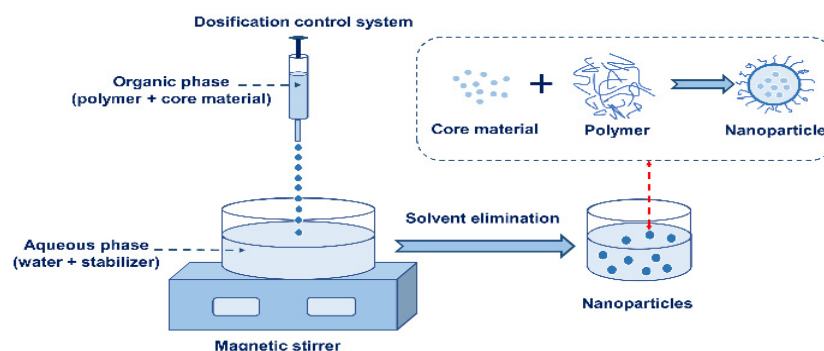 Dosification control system
Organic phase
(polymer + core material)
Core material
+
Polymer
Nanoparticle
Aqueous phase
(water + stabilizer)
Solvent elimination
Nanoparticles
Magnetic stirrer